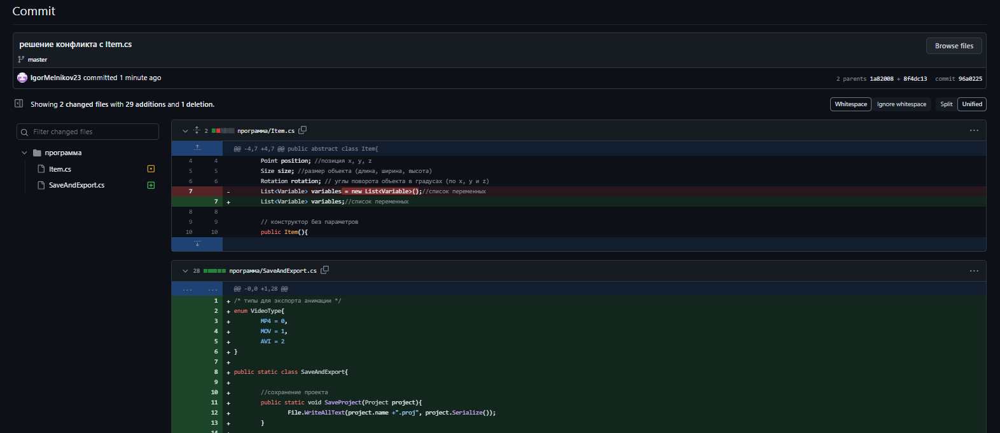 Commit
решение конфликта с Item.cs
Browse files
master
IgorMelnikov23 committed 1 minute ago
2 parents 1a82008 + 8f4dc13 commit 96a0225
Showing 2 changed files with 29 additions and 1 deletion.
Whitespace Ignore whitespace Split Unified
Filter changed files
программа
Item.cs
SaveAndExport.cs
2 программа/Item.cs
@@ -4,7 +4,7 @@ public abstract class Item{
4 4 Point position; //позиция x, y, z
5 5 Size size; //размер объекта (длина, ширина, высота)
6 6 Rotation rotation; // углы поворота объекта в градусах (по x, y и z)
7 - List<Variable> variables = new List<Variable>();//список переменных
7 + List<Variable> variables;//список переменных
8 8
9 9 // конструктор без параметров
10 10 public Item(){
28 программа/SaveAndExport.cs
... ... @@ -0,0 +1,28 @@
1 + /* типы для экспорта анимации */
2 + enum VideoType{
3 + MP4 = 0,
4 + MOV = 1,
5 + AVI = 2
6 + }
7 +
8 + public static class SaveAndExport{
9 +
10 + //сохранение проекта
11 + public static void SaveProject(Project project){
12 + File.WriteAllText(project.name +".proj", project.Serialize());
13 + }
14